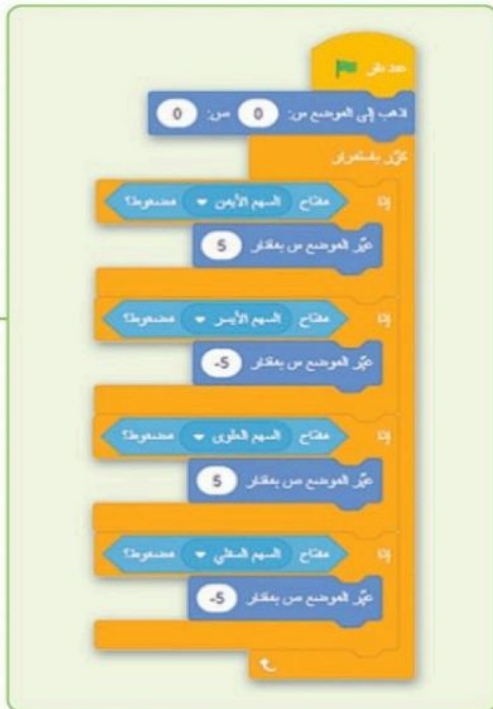 عند نقر
اذهب إلى الموضع س: 0 ص: 0
كرّر باستمرار
إذا مفتاح السهم الأيمن مضغوط؟
غيّر الموضع س بمقدار 5
إذا مفتاح السهم الأيسر مضغوط؟
غيّر الموضع س بمقدار -5
إذا مفتاح السهم العلوي مضغوط؟
غيّر الموضع ص بمقدار 5
إذا مفتاح السهم السفلي مضغوط؟
غيّر الموضع ص بمقدار -5